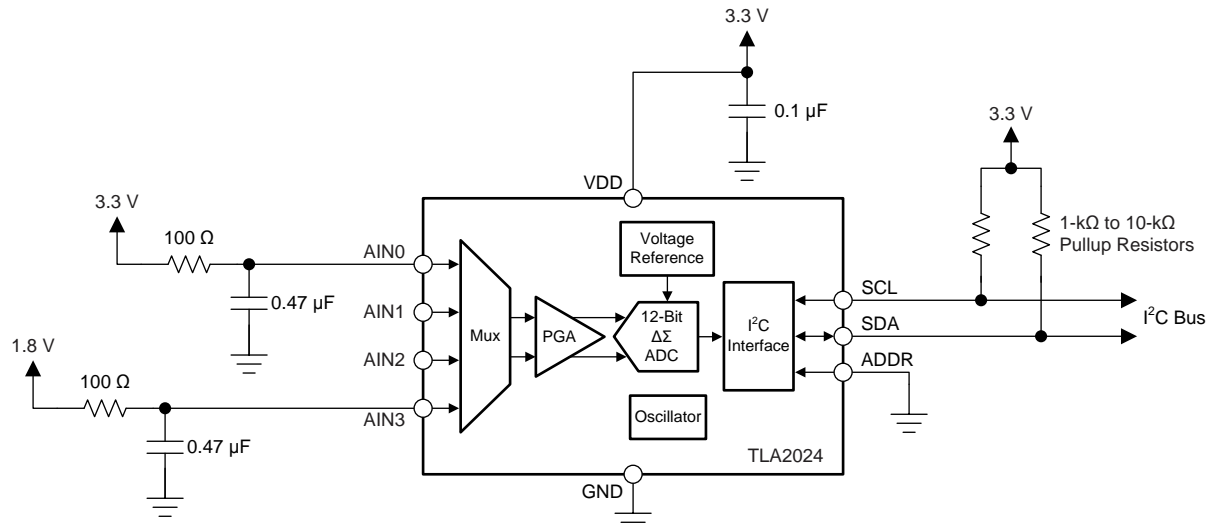 3.3 V
0.1 µF
3.3 V
VDD
1-kΩ to 10-kΩ
Pullup Resistors
3.3 V
100 Ω
0.47 µF
AIN0
AIN1
AIN2
AIN3
Mux
PGA
Voltage
Reference
12-Bit
ΔΣ
ADC
I²C
Interface
Oscillator
SCL
SDA
ADDR
I²C Bus
1.8 V
100 Ω
0.47 µF
TLA2024
GND